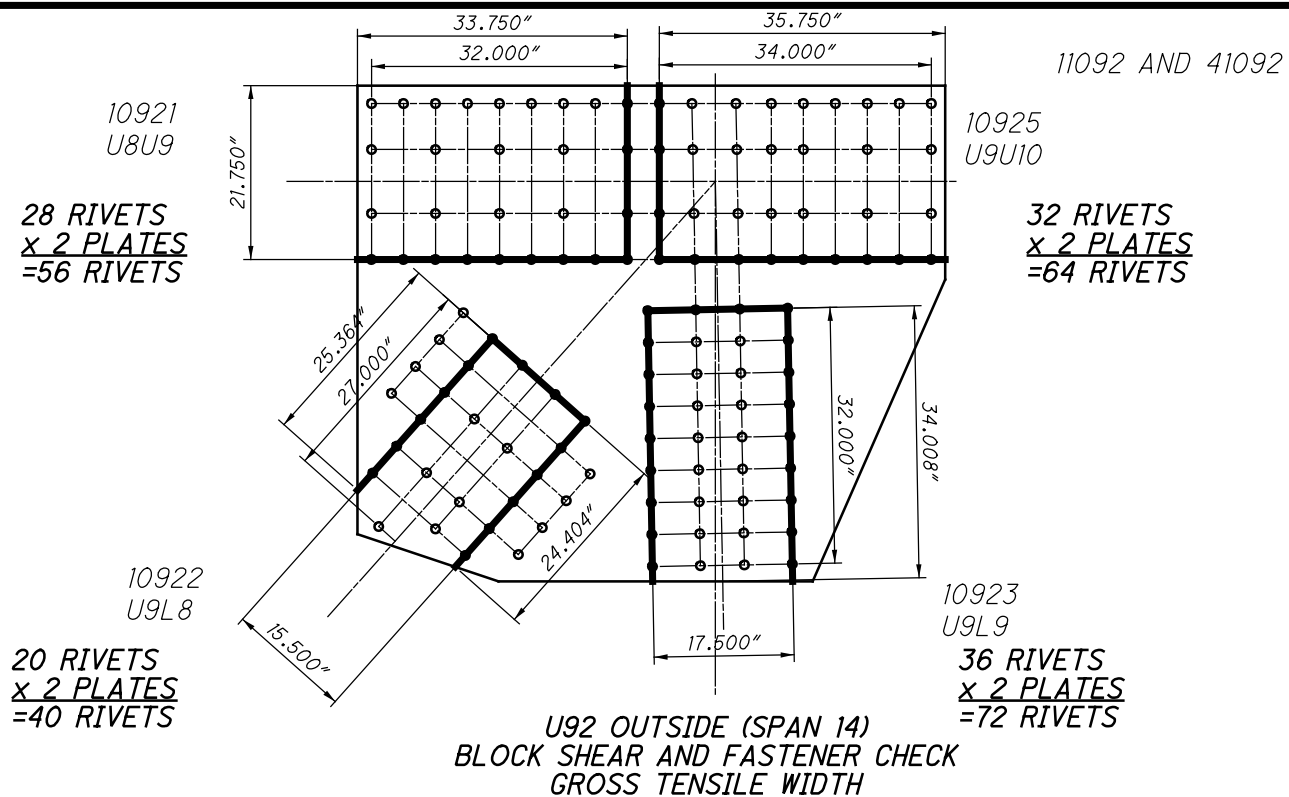 33.750"
35.750"
32.000"
34.000"
11092 AND 41092
10921
U8U9
10925
U9U10
21.750"
28 RIVETS
x 2 PLATES
=56 RIVETS
32 RIVETS
x 2 PLATES
=64 RIVETS
25.364"
27.000"
32.000"
34.008"
24.404"
10922
U9L8
10923
U9L9
15.500"
17.500"
20 RIVETS
x 2 PLATES
=40 RIVETS
36 RIVETS
x 2 PLATES
=72 RIVETS
U92 OUTSIDE (SPAN 14)
BLOCK SHEAR AND FASTENER CHECK
GROSS TENSILE WIDTH